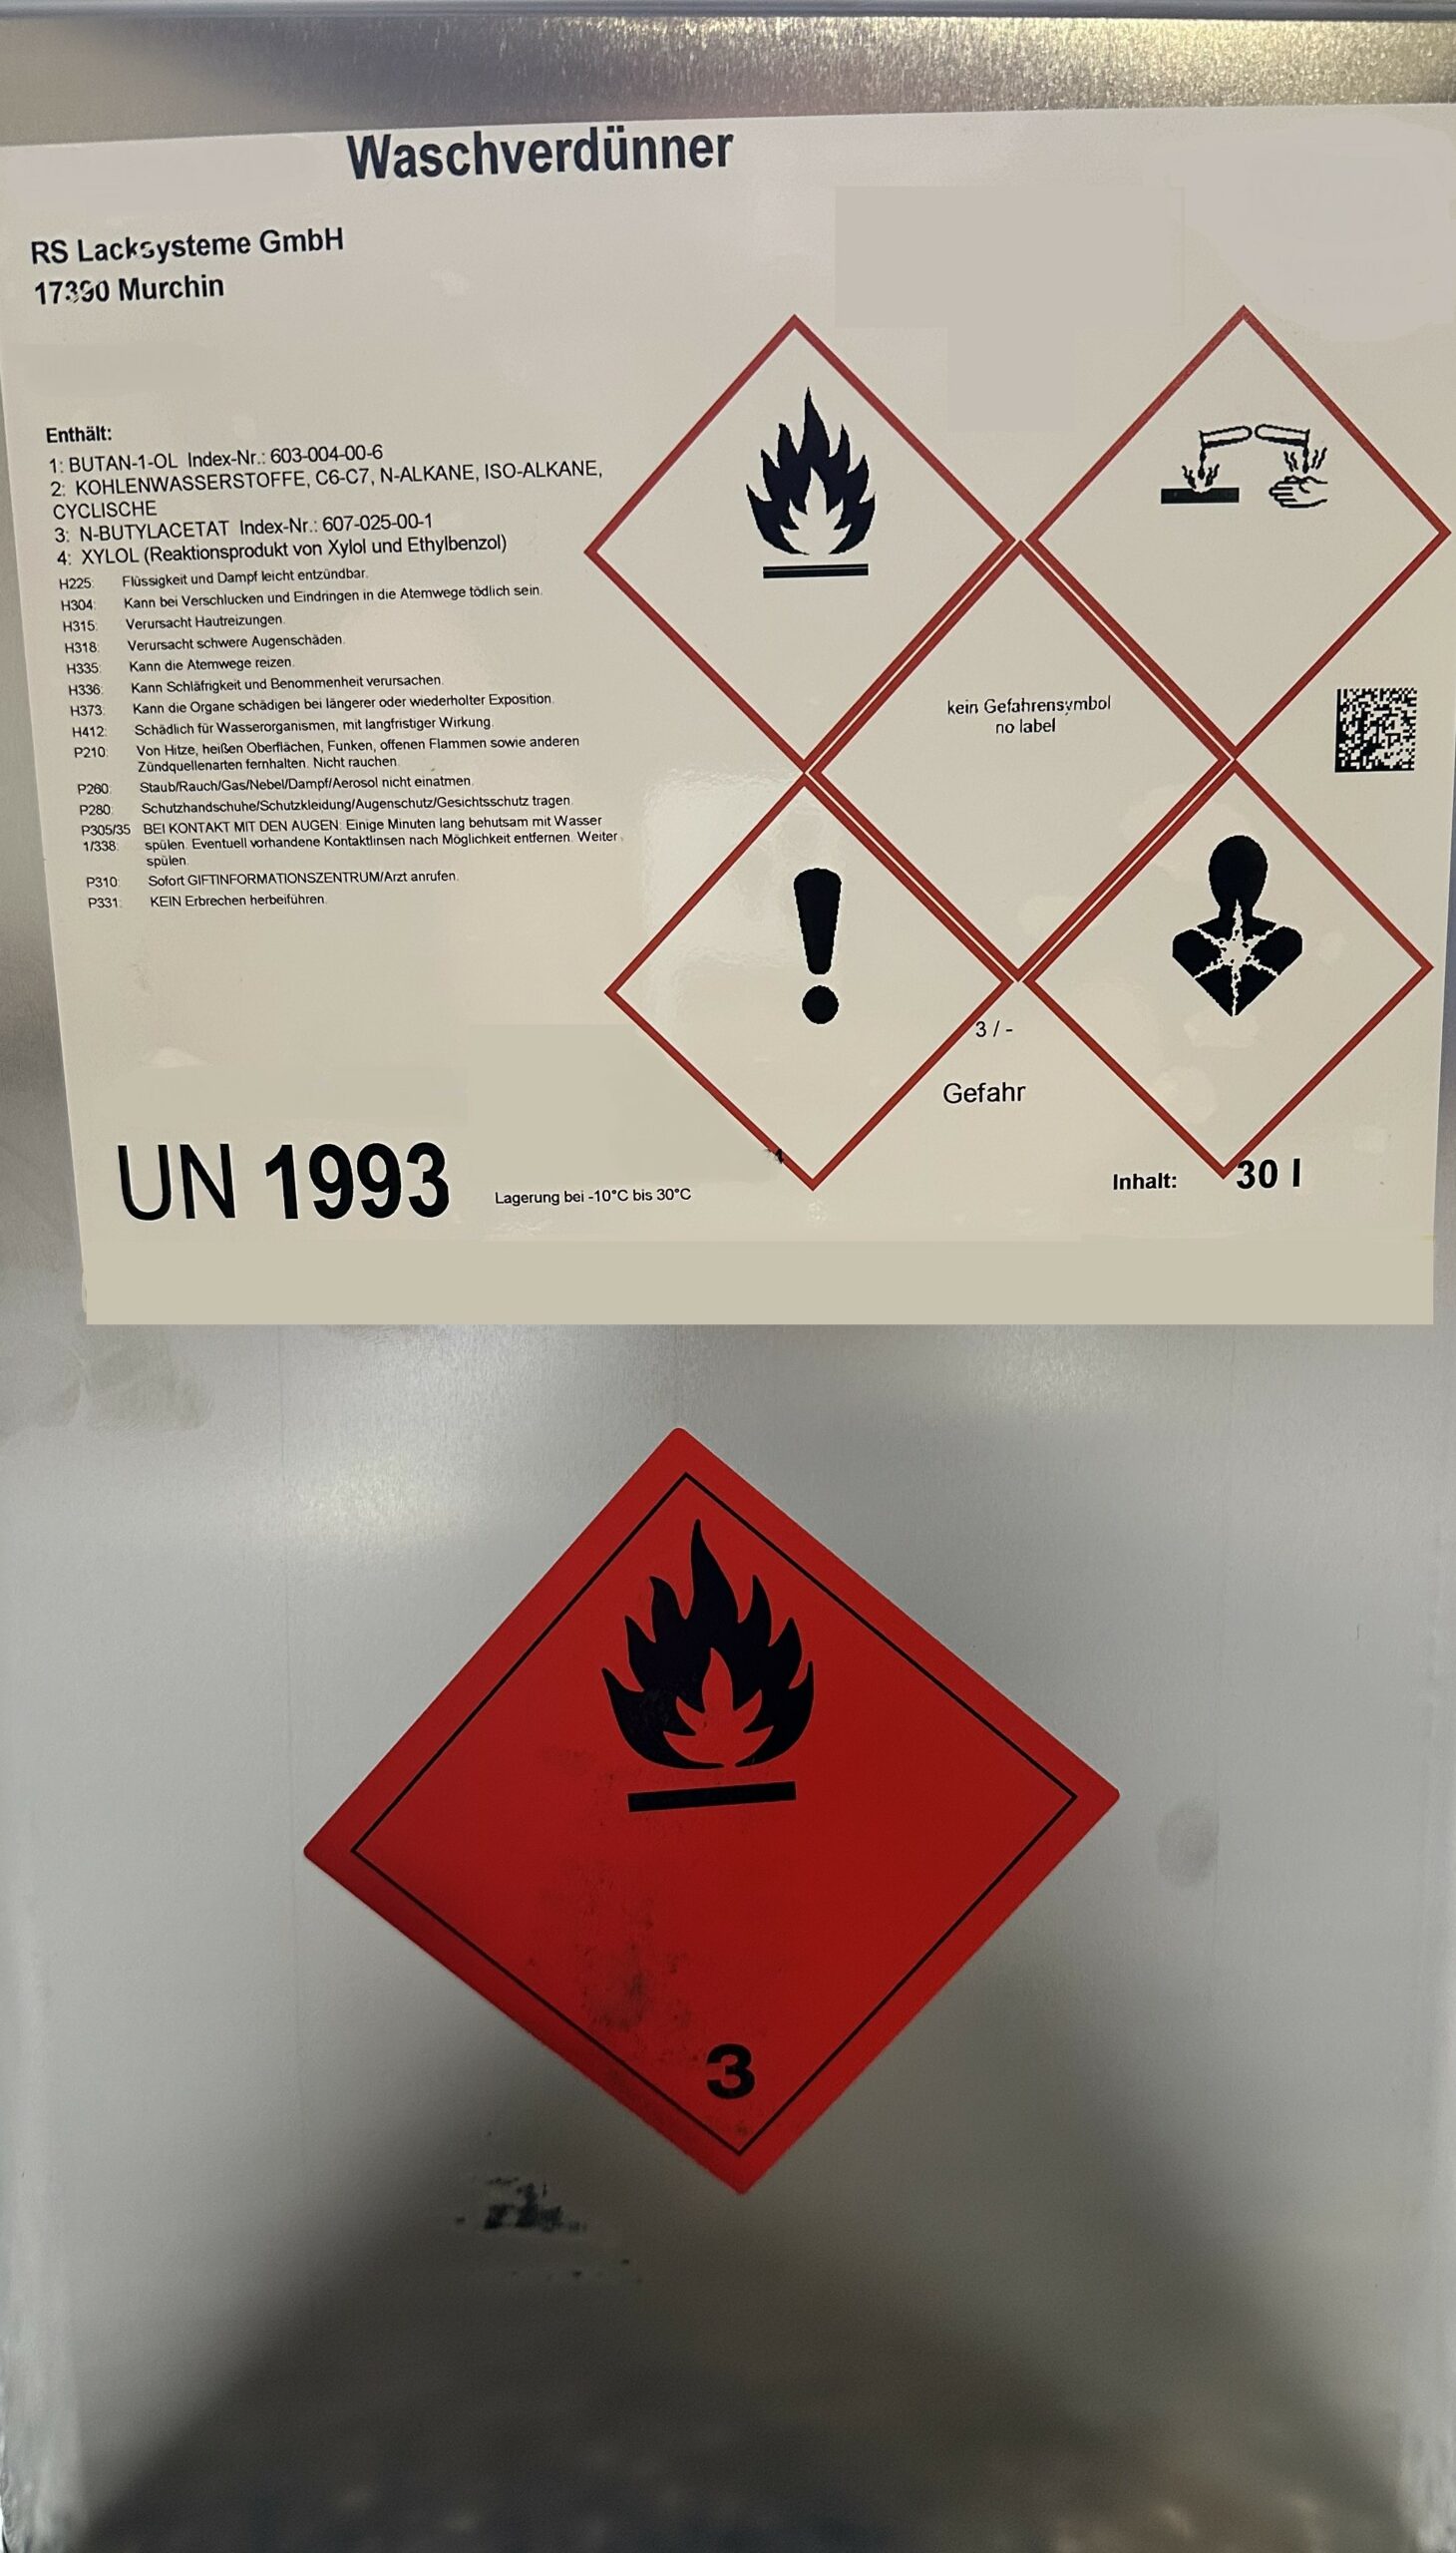 Waschverdünner
RS Lacksysteme GmbH
17390 Murchin
Enthält:
1: BUTAN-1-OL Index-Nr.: 603-004-00-6
2: KOHLENWASSERSTOFFE, C6-C7, N-ALKANE, ISO-ALKANE,
CYCLISCHE
3: N-BUTYLACETAT Index-Nr.: 607-025-00-1
4: XYLOL (Reaktionsprodukt von Xylol und Ethylbenzol)
H225: Flüssigkeit und Dampf leicht entzündbar.
H304: Kann bei Verschlucken und Eindringen in die Atemwege tödlich sein.
H315: Verursacht Hautreizungen.
H318: Verursacht schwere Augenschäden.
H335: Kann die Atemwege reizen.
H336: Kann Schläfrigkeit und Benommenheit verursachen.
H373: Kann die Organe schädigen bei längerer oder wiederholter Exposition.
H412: Schädlich für Wasserorganismen, mit langfristiger Wirkung.
P210: Von Hitze, heißen Oberflächen, Funken, offenen Flammen sowie anderen
Zündquellenarten fernhalten. Nicht rauchen.
P260: Staub/Rauch/Gas/Nebel/Dampf/Aerosol nicht einatmen.
P280: Schutzhandschuhe/Schutzkleidung/Augenschutz/Gesichtsschutz tragen.
P305/35 BEI KONTAKT MIT DEN AUGEN: Einige Minuten lang behutsam mit Wasser
1/338: spülen. Eventuell vorhandene Kontaktlinsen nach Möglichkeit entfernen. Weiter
spülen.
P310: Sofort GIFTINFORMATIONSZENTRUM/Arzt anrufen.
P331: KEIN Erbrechen herbeiführen.
kein Gefahrensymbol
no label
3 / -
Gefahr
UN 1993
Lagerung bei -10°C bis 30°C
Inhalt: 30 l
3